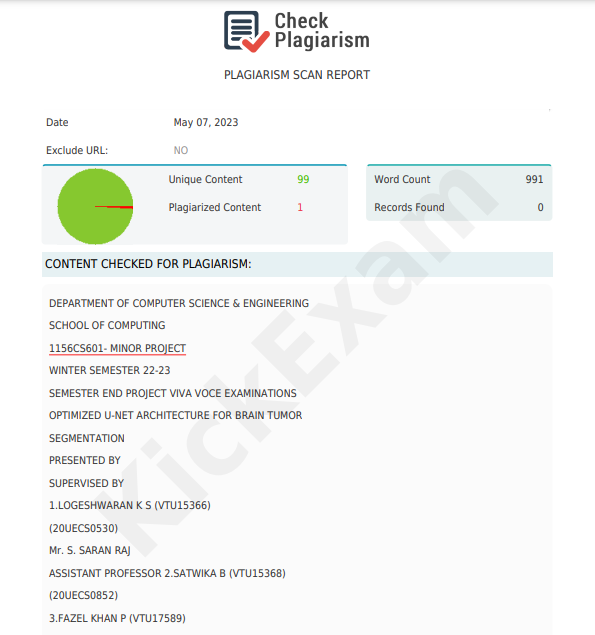 Check
Plagiarism
PLAGIARISM SCAN REPORT
Date May 07, 2023
Exclude URL: NO
Unique Content 99
Plagiarized Content 1
Word Count 991
Records Found 0
CONTENT CHECKED FOR PLAGIARISM:
DEPARTMENT OF COMPUTER SCIENCE & ENGINEERING
SCHOOL OF COMPUTING
1156CS601- MINOR PROJECT
WINTER SEMESTER 22-23
SEMESTER END PROJECT VIVA VOCE EXAMINATIONS
OPTIMIZED U-NET ARCHITECTURE FOR BRAIN TUMOR
SEGMENTATION
PRESENTED BY
SUPERVISED BY
1.LOGESHWARAN K S (VTU15366)
(20UECS0530)
Mr. S. SARAN RAJ
ASSISTANT PROFESSOR 2.SATWIKA B (VTU15368)
(20UECS0852)
3.FAZEL KHAN P (VTU17589)
KickExam